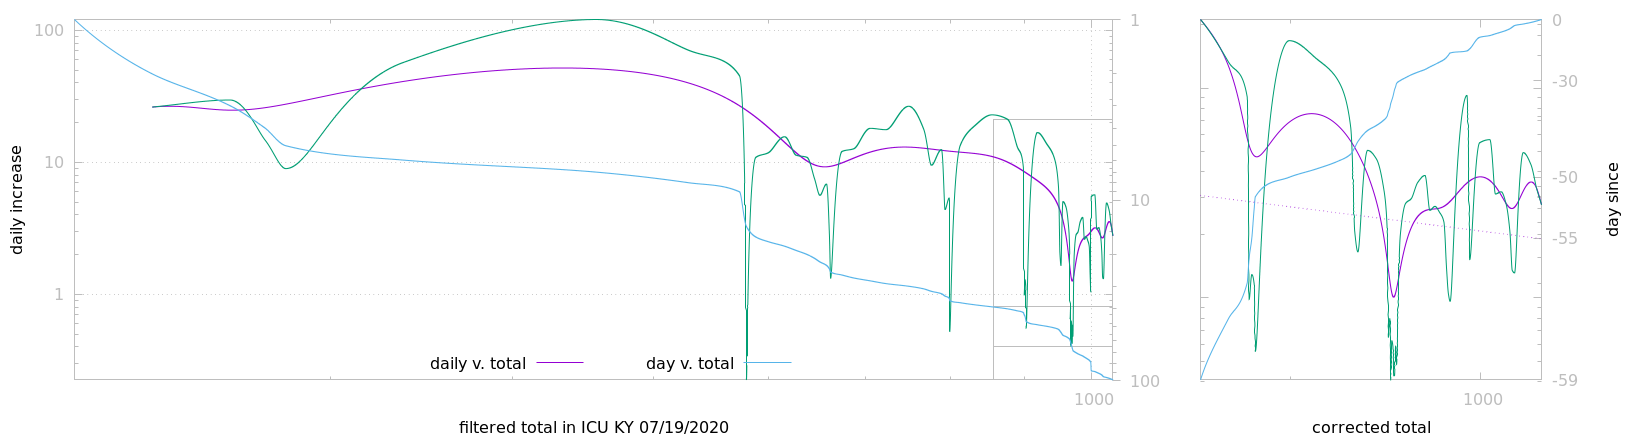 100
10
1
daily increase
daily v. total
day v. total
1
10
100
1000
filtered total in ICU KY 07/19/2020
0
-30
-50
-55
-59
day since
1000
corrected total